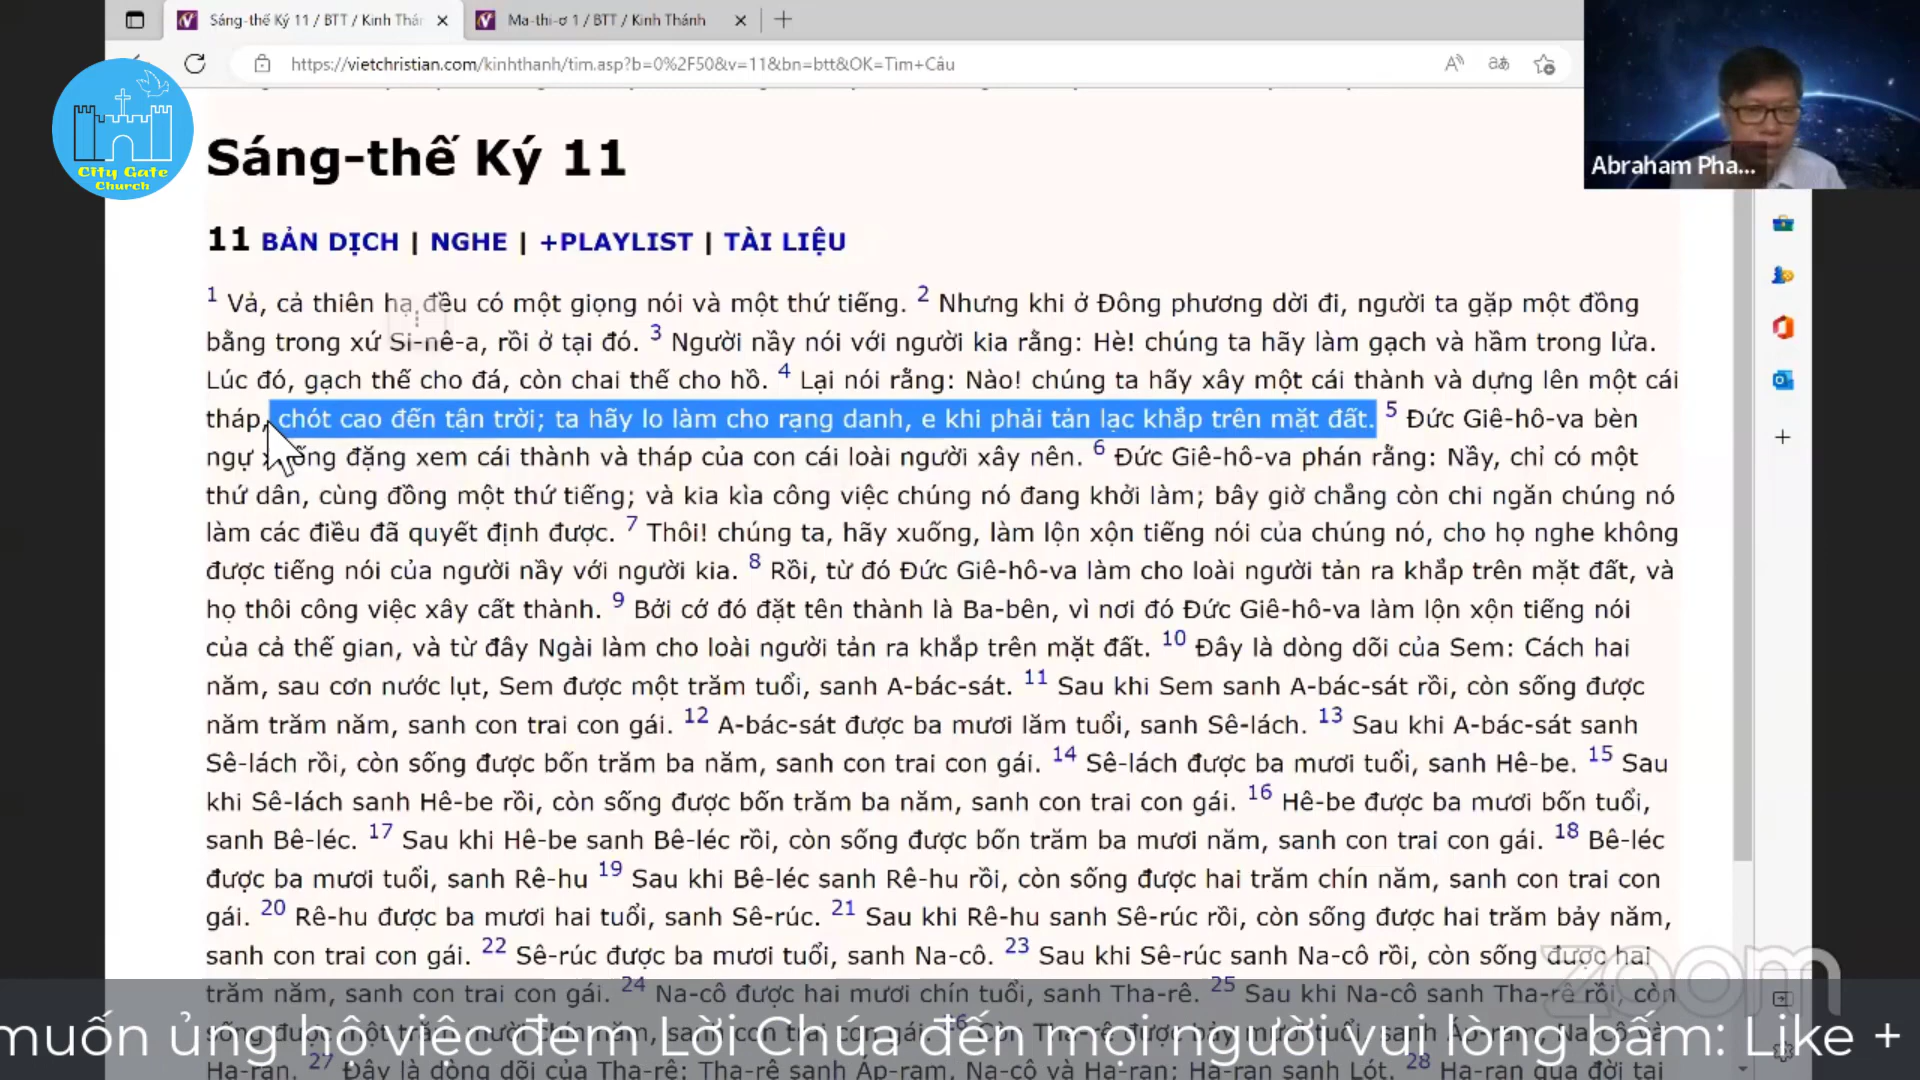 Sáng-thế Ký 11 / BTT / Kinh Thán
Ma-thi-ơ 1 / BTT / Kinh Thánh
https://vietchristian.com/kinhthanh/tim.asp?b=0%2F50&v=11&bn=btt&OK=Tìm+Câu
City Gate
Church
Abraham Pha...
Sáng-thế Ký 11
11 BẢN DỊCH | NGHE | +PLAYLIST | TÀI LIỆU
1 Vả, cả thiên hạ đều có một giọng nói và một thứ tiếng. 2 Nhưng khi ở Đông phương dời đi, người ta gặp một đồng
bằng trong xứ Si-nê-a, rồi ở tại đó. 3 Người nầy nói với người kia rằng: Hè! chúng ta hãy làm gạch và hầm trong lửa.
Lúc đó, gạch thế cho đá, còn chai thế cho hồ. 4 Lại nói rằng: Nào! chúng ta hãy xây một cái thành và dựng lên một cái
tháp, chót cao đến tận trời; ta hãy lo làm cho rạng danh, e khi phải tản lạc khắp trên mặt đất. 5 Đức Giê-hô-va bèn
ngự xuống đặng xem cái thành và tháp của con cái loài người xây nên. 6 Đức Giê-hô-va phán rằng: Nầy, chỉ có một
thứ dân, cùng đồng một thứ tiếng; và kia kìa công việc chúng nó đang khởi làm; bây giờ chẳng còn chi ngăn chúng nó
làm các điều đã quyết định được. 7 Thôi! chúng ta, hãy xuống, làm lộn xộn tiếng nói của chúng nó, cho họ nghe không
được tiếng nói của người nầy với người kia. 8 Rồi, từ đó Đức Giê-hô-va làm cho loài người tản ra khắp trên mặt đất, và
họ thôi công việc xây cất thành. 9 Bởi cớ đó đặt tên thành là Ba-bên, vì nơi đó Đức Giê-hô-va làm lộn xộn tiếng nói
của cả thế gian, và từ đây Ngài làm cho loài người tản ra khắp trên mặt đất. 10 Đây là dòng dõi của Sem: Cách hai
năm, sau cơn nước lụt, Sem được một trăm tuổi, sanh A-bác-sát. 11 Sau khi Sem sanh A-bác-sát rồi, còn sống được
năm trăm năm, sanh con trai con gái. 12 A-bác-sát được ba mươi lăm tuổi, sanh Sê-lách. 13 Sau khi A-bác-sát sanh
Sê-lách rồi, còn sống được bốn trăm ba năm, sanh con trai con gái. 14 Sê-lách được ba mươi tuổi, sanh Hê-be. 15 Sau
khi Sê-lách sanh Hê-be rồi, còn sống được bốn trăm ba năm, sanh con trai con gái. 16 Hê-be được ba mươi bốn tuổi,
sanh Bê-léc. 17 Sau khi Hê-be sanh Bê-léc rồi, còn sống được bốn trăm ba mươi năm, sanh con trai con gái. 18 Bê-léc
được ba mươi tuổi, sanh Rê-hu 19 Sau khi Bê-léc sanh Rê-hu rồi, còn sống được hai trăm chín năm, sanh con trai con
gái. 20 Rê-hu được ba mươi hai tuổi, sanh Sê-rúc. 21 Sau khi Rê-hu sanh Sê-rúc rồi, còn sống được hai trăm bảy năm,
sanh con trai con gái. 22 Sê-rúc được ba mươi tuổi, sanh Na-cô. 23 Sau khi Sê-rúc sanh Na-cô rồi, còn sống được hai
zoom
trăm năm, sanh con trai con gái. 24 Na-cô được hai mươi chín tuổi, sanh Tha-rê. 25 Sau khi Na-cô sanh Tha-rê rồi, còn
sống được một trăm mười chín năm, sanh con trai con gái. 26 Còn Tha-rê được bảy mươi tuổi, sanh Áp-ram, Na-cô và
muốn ủng hộ việc đem Lời Chúa đến mọi người vui lòng bấm: Like +
Ha-ran. 27 Đây là dòng dõi của Tha-rê: Tha-rê sanh Áp-ram, Na-cô và Ha-ran; Ha-ran sanh Lót. 28 Ha-ran qua đời tại